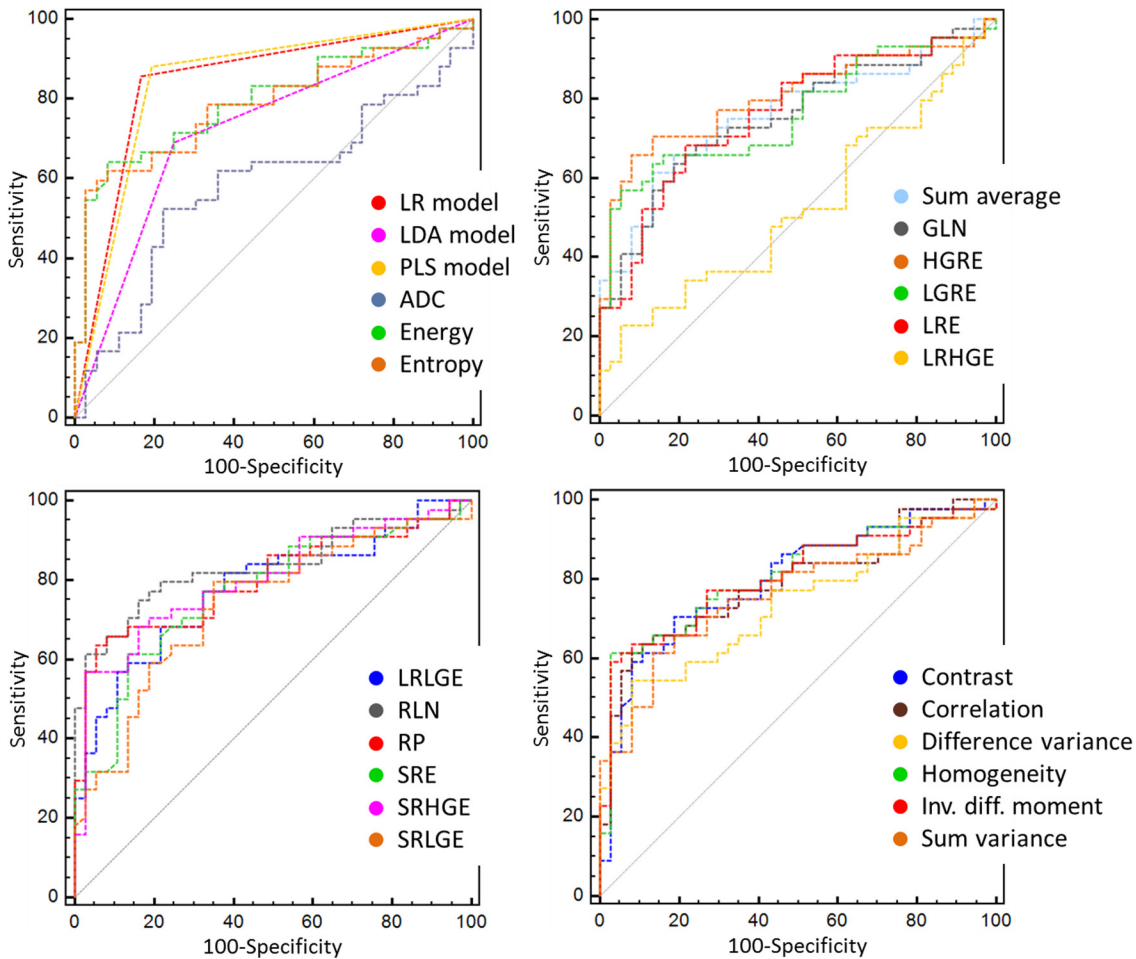 100
80
60
40
20
0
Sensitivity
LR model
LDA model
PLS model
ADC
Energy
Entropy
0 20 40 60 80 100
100-Specificity
100
80
60
40
20
0
Sensitivity
Sum average
GLN
HGRE
LGRE
LRE
LRHGE
0 20 40 60 80 100
100-Specificity
100
80
60
40
20
0
Sensitivity
LRLGE
RLN
RP
SRE
SRHGE
SRLGE
0 20 40 60 80 100
100-Specificity
100
80
60
40
20
0
Sensitivity
Contrast
Correlation
Difference variance
Homogeneity
Inv. diff. moment
Sum variance
0 20 40 60 80 100
100-Specificity